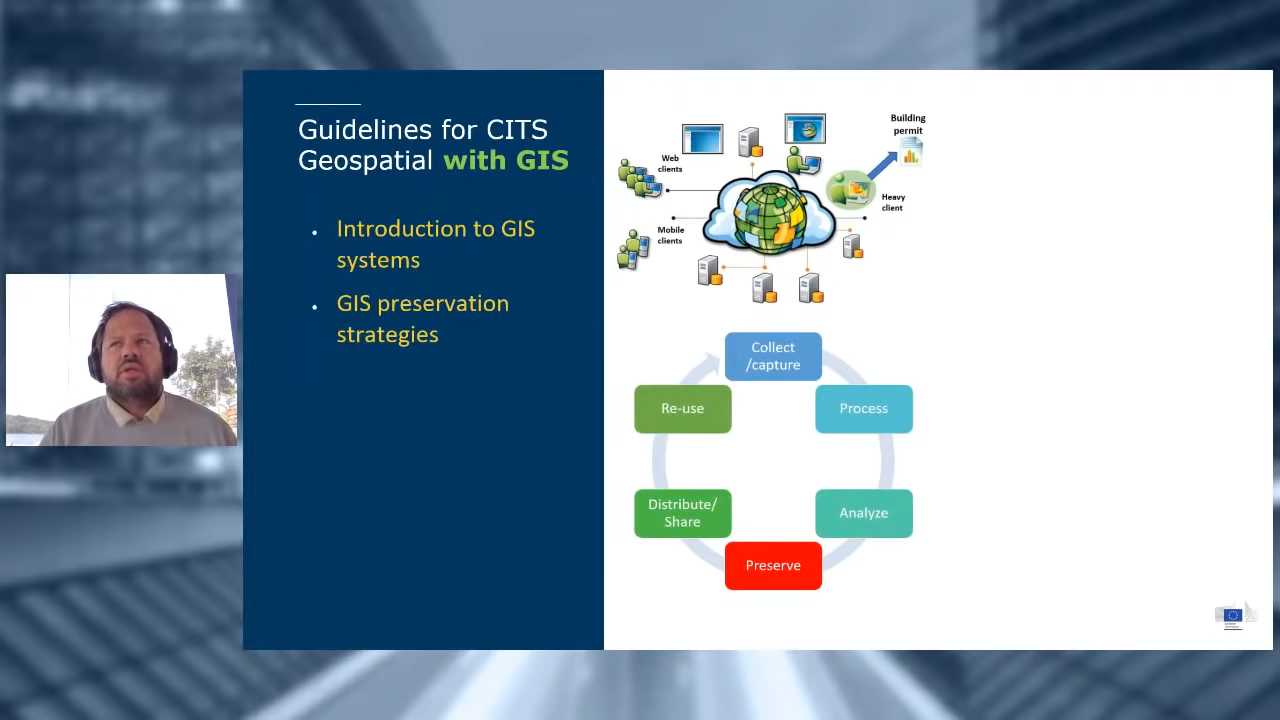 Guidelines for CITS
Geospatial with GIS
• Introduction to GIS
systems
• GIS preservation
strategies
Building
permit
Web
clients
Heavy
client
Mobile
clients
Collect
/capture
Re-use
Process
Distribute/
Share
Analyze
Preserve